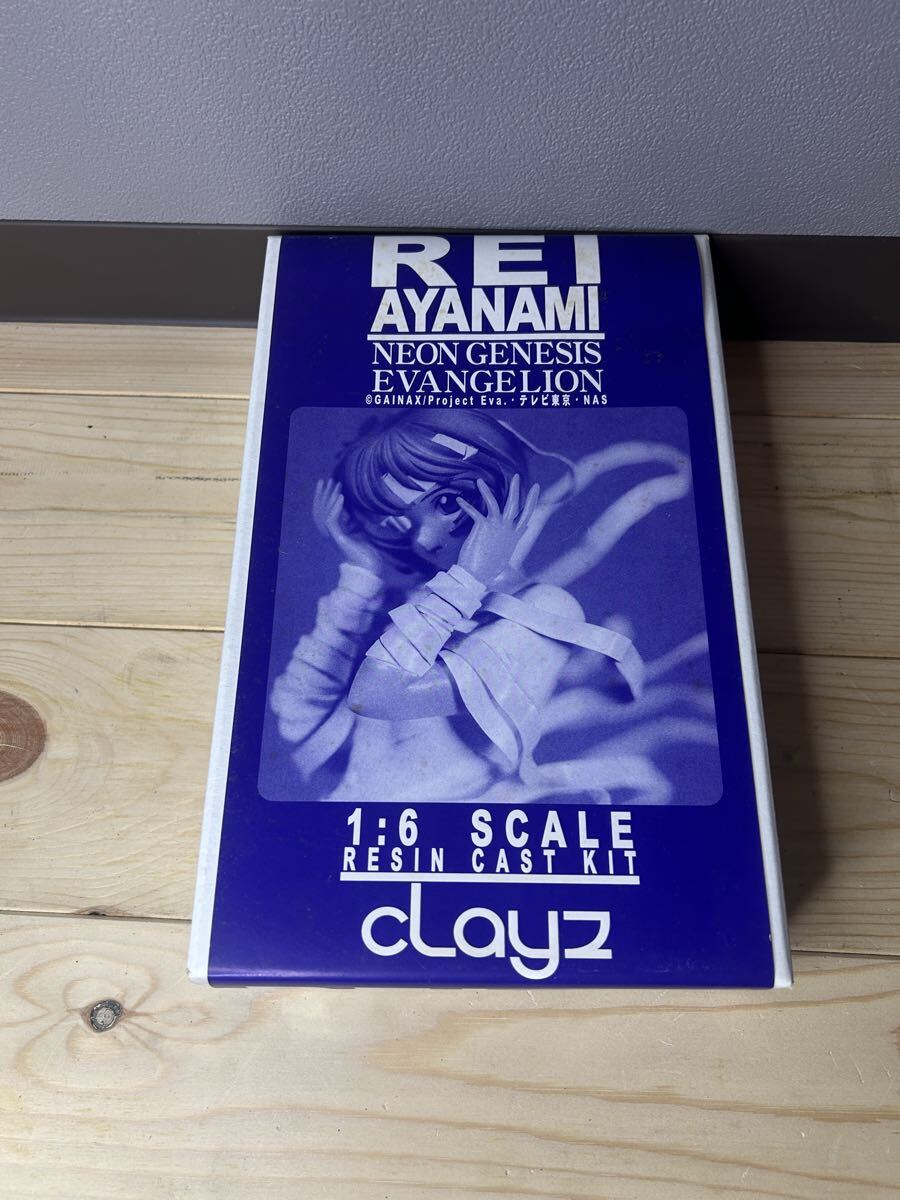 REI
AYANAMI
NEON GENESIS
EVANGELION
©GAINAX/Project Eva.・テレビ東京・NAS
1:6 SCALE
RESIN CAST KIT
clayz